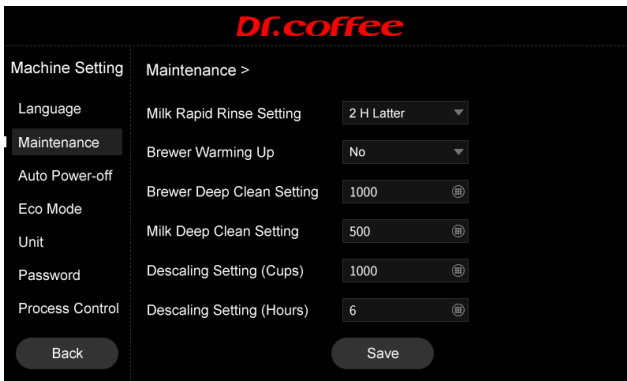 Dr.coffee
Machine Setting
Language
Maintenance
Auto Power-off
Eco Mode
Unit
Password
Process Control
Back
Maintenance >
Milk Rapid Rinse Setting 2 H Latter
Brewer Warming Up No
Brewer Deep Clean Setting 1000
Milk Deep Clean Setting 500
Descaling Setting (Cups) 1000
Descaling Setting (Hours) 6
Save